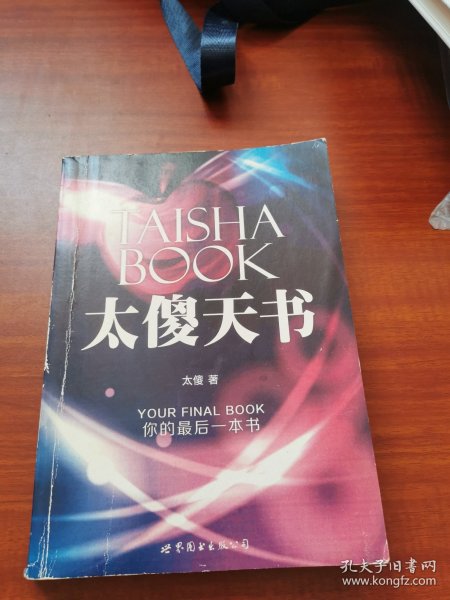 TAISHA
BOOK
太傻天书
太傻 著
YOUR FINAL BOOK
你的最后一本书
世界图书出版公司
孔夫子旧书网
www.kongfz.com